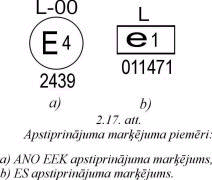 L-00 L
E 4 e 1
2439 011471
a) b)
2.17. att.
Apstiprinājuma marķējuma piemēri:
a) ANO EEK apstiprinājuma marķējums,
b) ES apstiprinājuma marķējums.